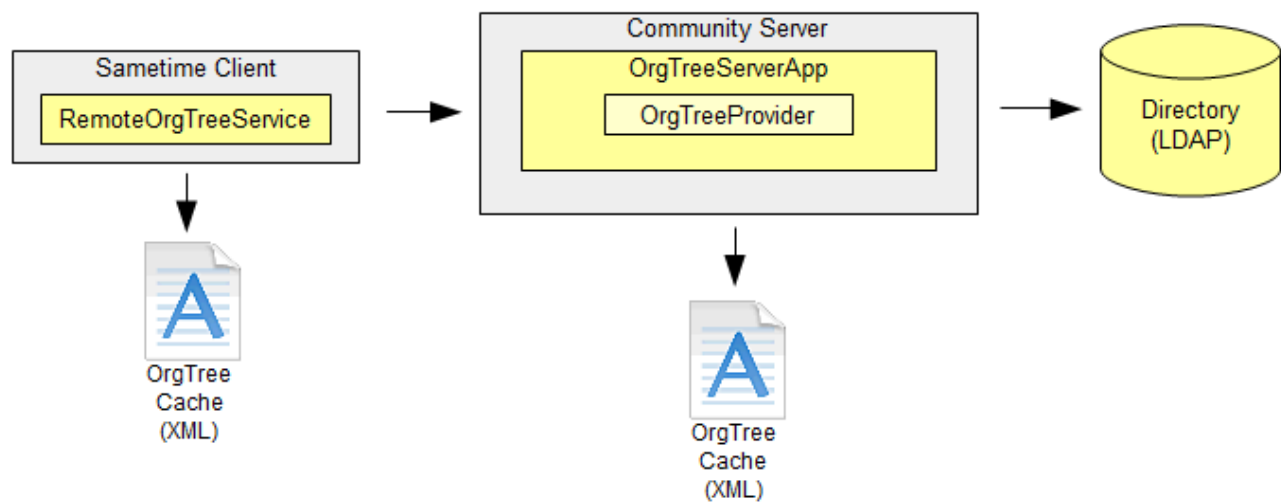 Sametime Client
RemoteOrgTreeService
OrgTree
Cache
(XML)
Community Server
OrgTreeServerApp
OrgTreeProvider
OrgTree
Cache
(XML)
Directory
(LDAP)